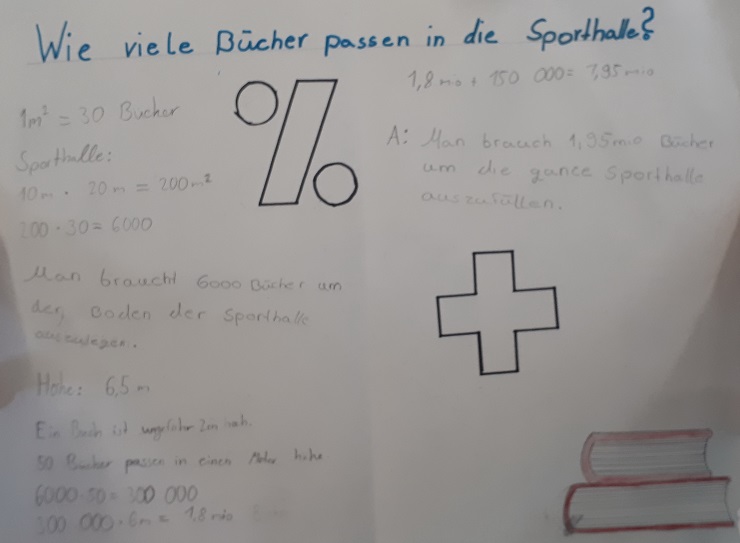 Wie viele Bücher passen in die Sporthalle?
1m² = 30 Bücher
Sporthalle:
10m · 20m = 200m²
200 · 30 = 6000
Man braucht 6000 Bücher um
den Boden der Sporthalle
auszulegen.
Höhe: 6,5 m
Ein Buch ist ungefähr 2cm hoch.
50 Bücher passen in einen Meter höhe
6000 · 50 = 300 000
300 000 · 6m = 1,8 mio
1,8 mio + 150 000 = 1,95 mio
A: Man brauch 1,95mio Bücher
um die gance Sporthalle
auszufüllen.